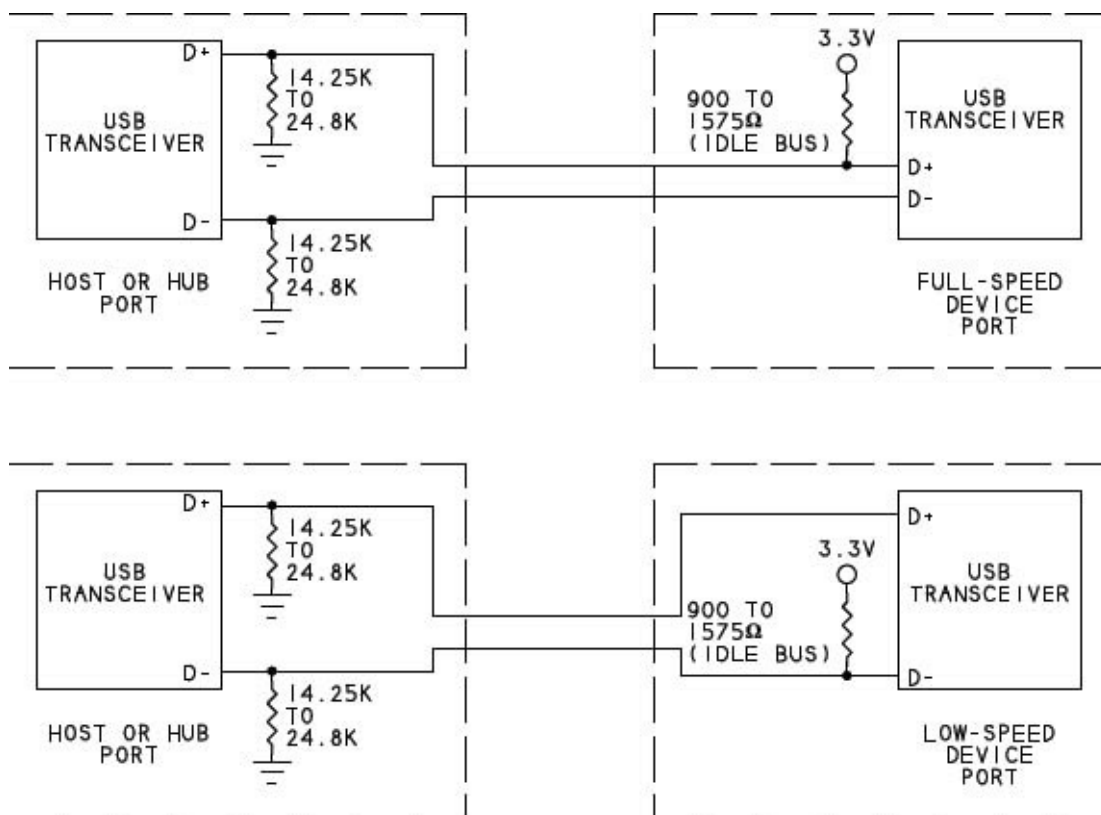 D+
14.25K
TO
24.8K
USB
TRANSCEIVER
D-
14.25K
TO
24.8K
HOST OR HUB
PORT
3.3V
900 TO
1575Ω
(IDLE BUS)
USB
TRANSCEIVER
D+
D-
FULL-SPEED
DEVICE
PORT
D+
14.25K
TO
24.8K
USB
TRANSCEIVER
D-
14.25K
TO
24.8K
HOST OR HUB
PORT
3.3V
900 TO
1575Ω
(IDLE BUS)
D+
USB
TRANSCEIVER
D-
LOW-SPEED
DEVICE
PORT